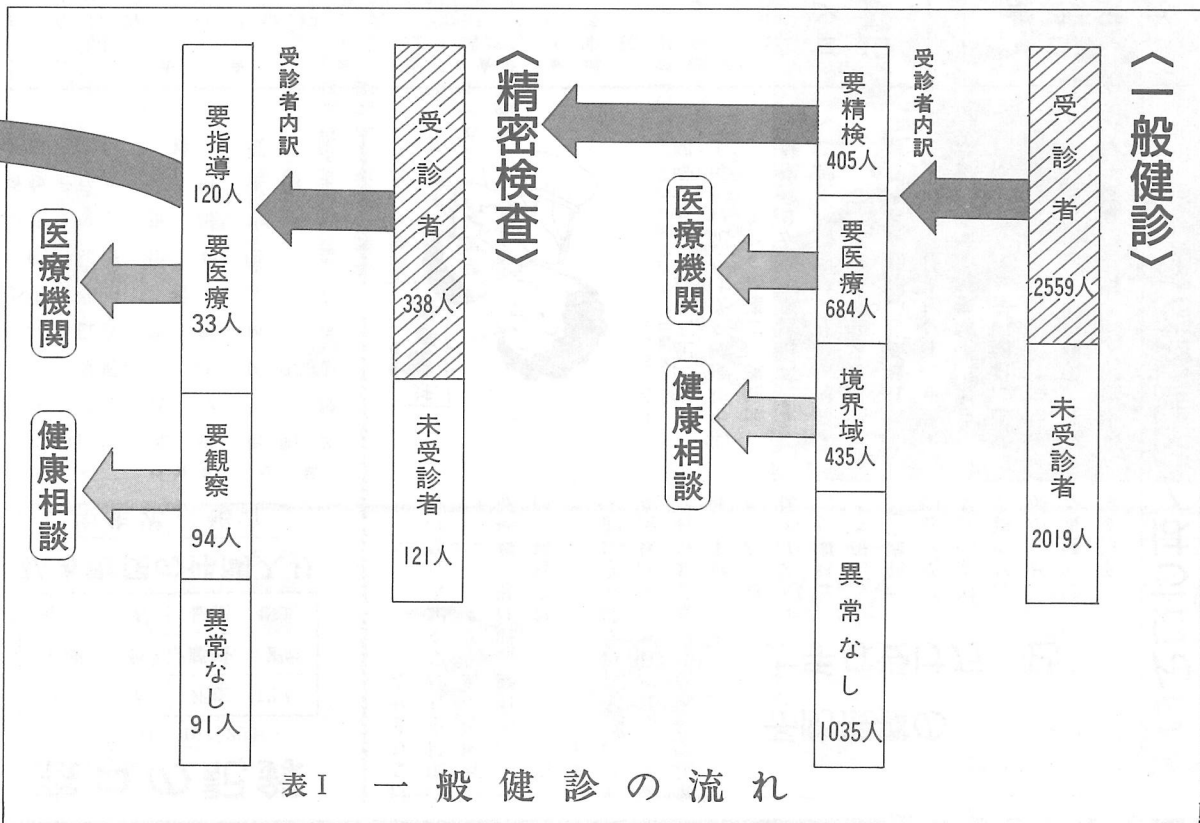 〈一般健診〉
受診者
2559人
未受診者
2019人
受診者内訳
要精検
405人
要医療
684人
境界域
435人
異常なし
1035人
医療機関
健康相談
〈精密検査〉
受診者
338人
未受診者
121人
受診者内訳
要指導
120人
要医療
33人
要観察
94人
異常なし
91人
医療機関
健康相談
表I 一般健診の流れ